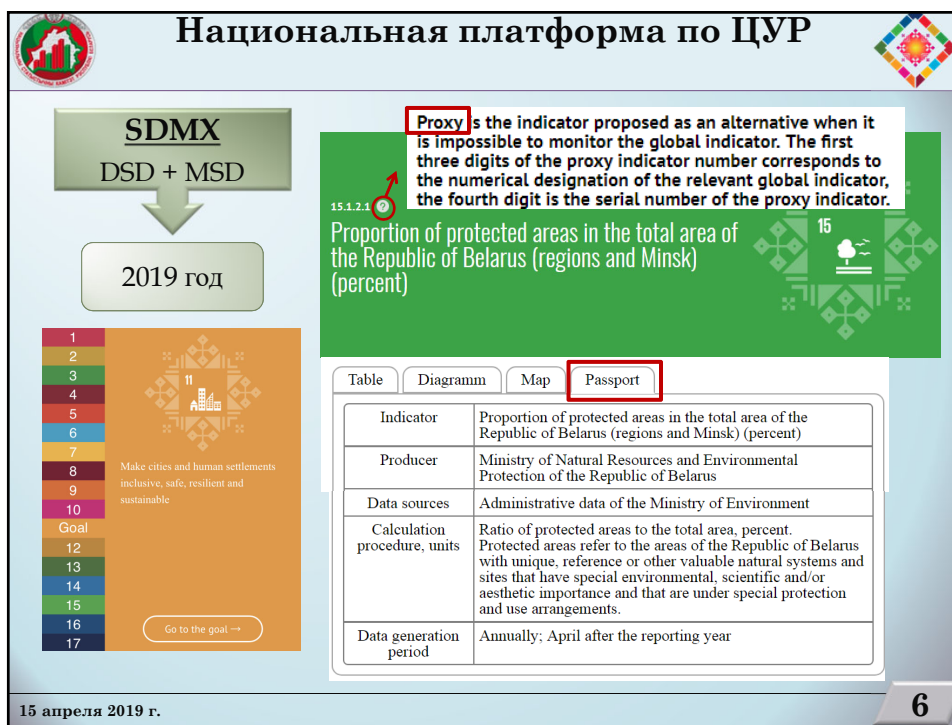 Национальная платформа по ЦУР
SDMX
DSD + MSD
2019 год
Proxy is the indicator proposed as an alternative when it
is impossible to monitor the global indicator. The first
three digits of the proxy indicator number corresponds to
the numerical designation of the relevant global indicator,
the fourth digit is the serial number of the proxy indicator.
15.1.2.1 ?
Proportion of protected areas in the total area of
the Republic of Belarus (regions and Minsk)
(percent)
15
1
2
3
4
5
6
7
8
9
10
Goal
12
13
14
15
16
17
11
Make cities and human settlements
inclusive, safe, resilient and
sustainable
Go to the goal →
Table
Diagramm
Map
Passport
Indicator
Proportion of protected areas in the total area of the
Republic of Belarus (regions and Minsk) (percent)
Producer
Ministry of Natural Resources and Environmental
Protection of the Republic of Belarus
Data sources
Administrative data of the Ministry of Environment
Calculation
procedure, units
Ratio of protected areas to the total area, percent.
Protected areas refer to the areas of the Republic of Belarus
with unique, reference or other valuable natural systems and
sites that have special environmental, scientific and/or
aesthetic importance and that are under special protection
and use arrangements.
Data generation
period
Annually; April after the reporting year
15 апреля 2019 г.
6